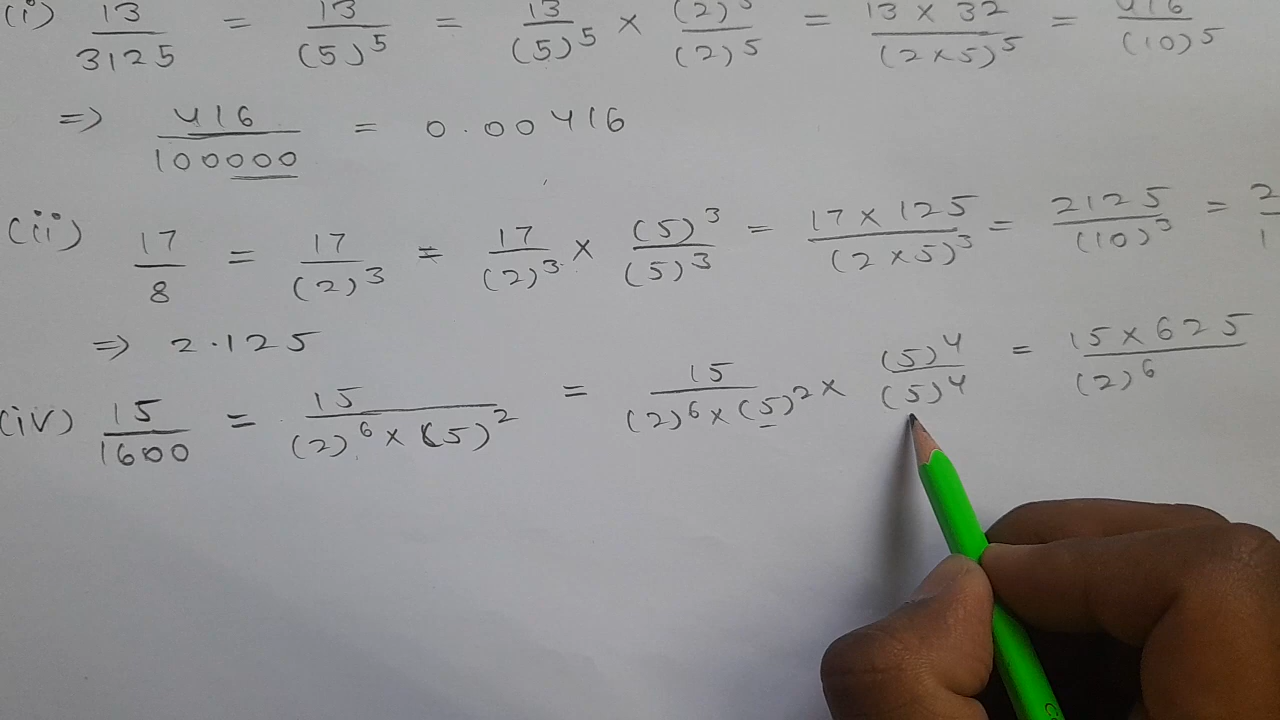 (i) 13/3125 = 13/(5)^5 = 13/(5)^5 × (2)^5/(2)^5 = 13 × 32/(2×5)^5 = 416/(10)^5
=> 416/100000 = 0.00416
(ii) 17/8 = 17/(2)^3 = 17/(2)^3 × (5)^3/(5)^3 = 17 × 125/(2×5)^3 = 2125/(10)^3 =
=> 2.125
(iv) 15/1600 = 15/(2)^6 × (5)^2 = 15/(2)^6 × (5)^2 × (5)^4/(5)^4 = 15 × 625/(2)^6